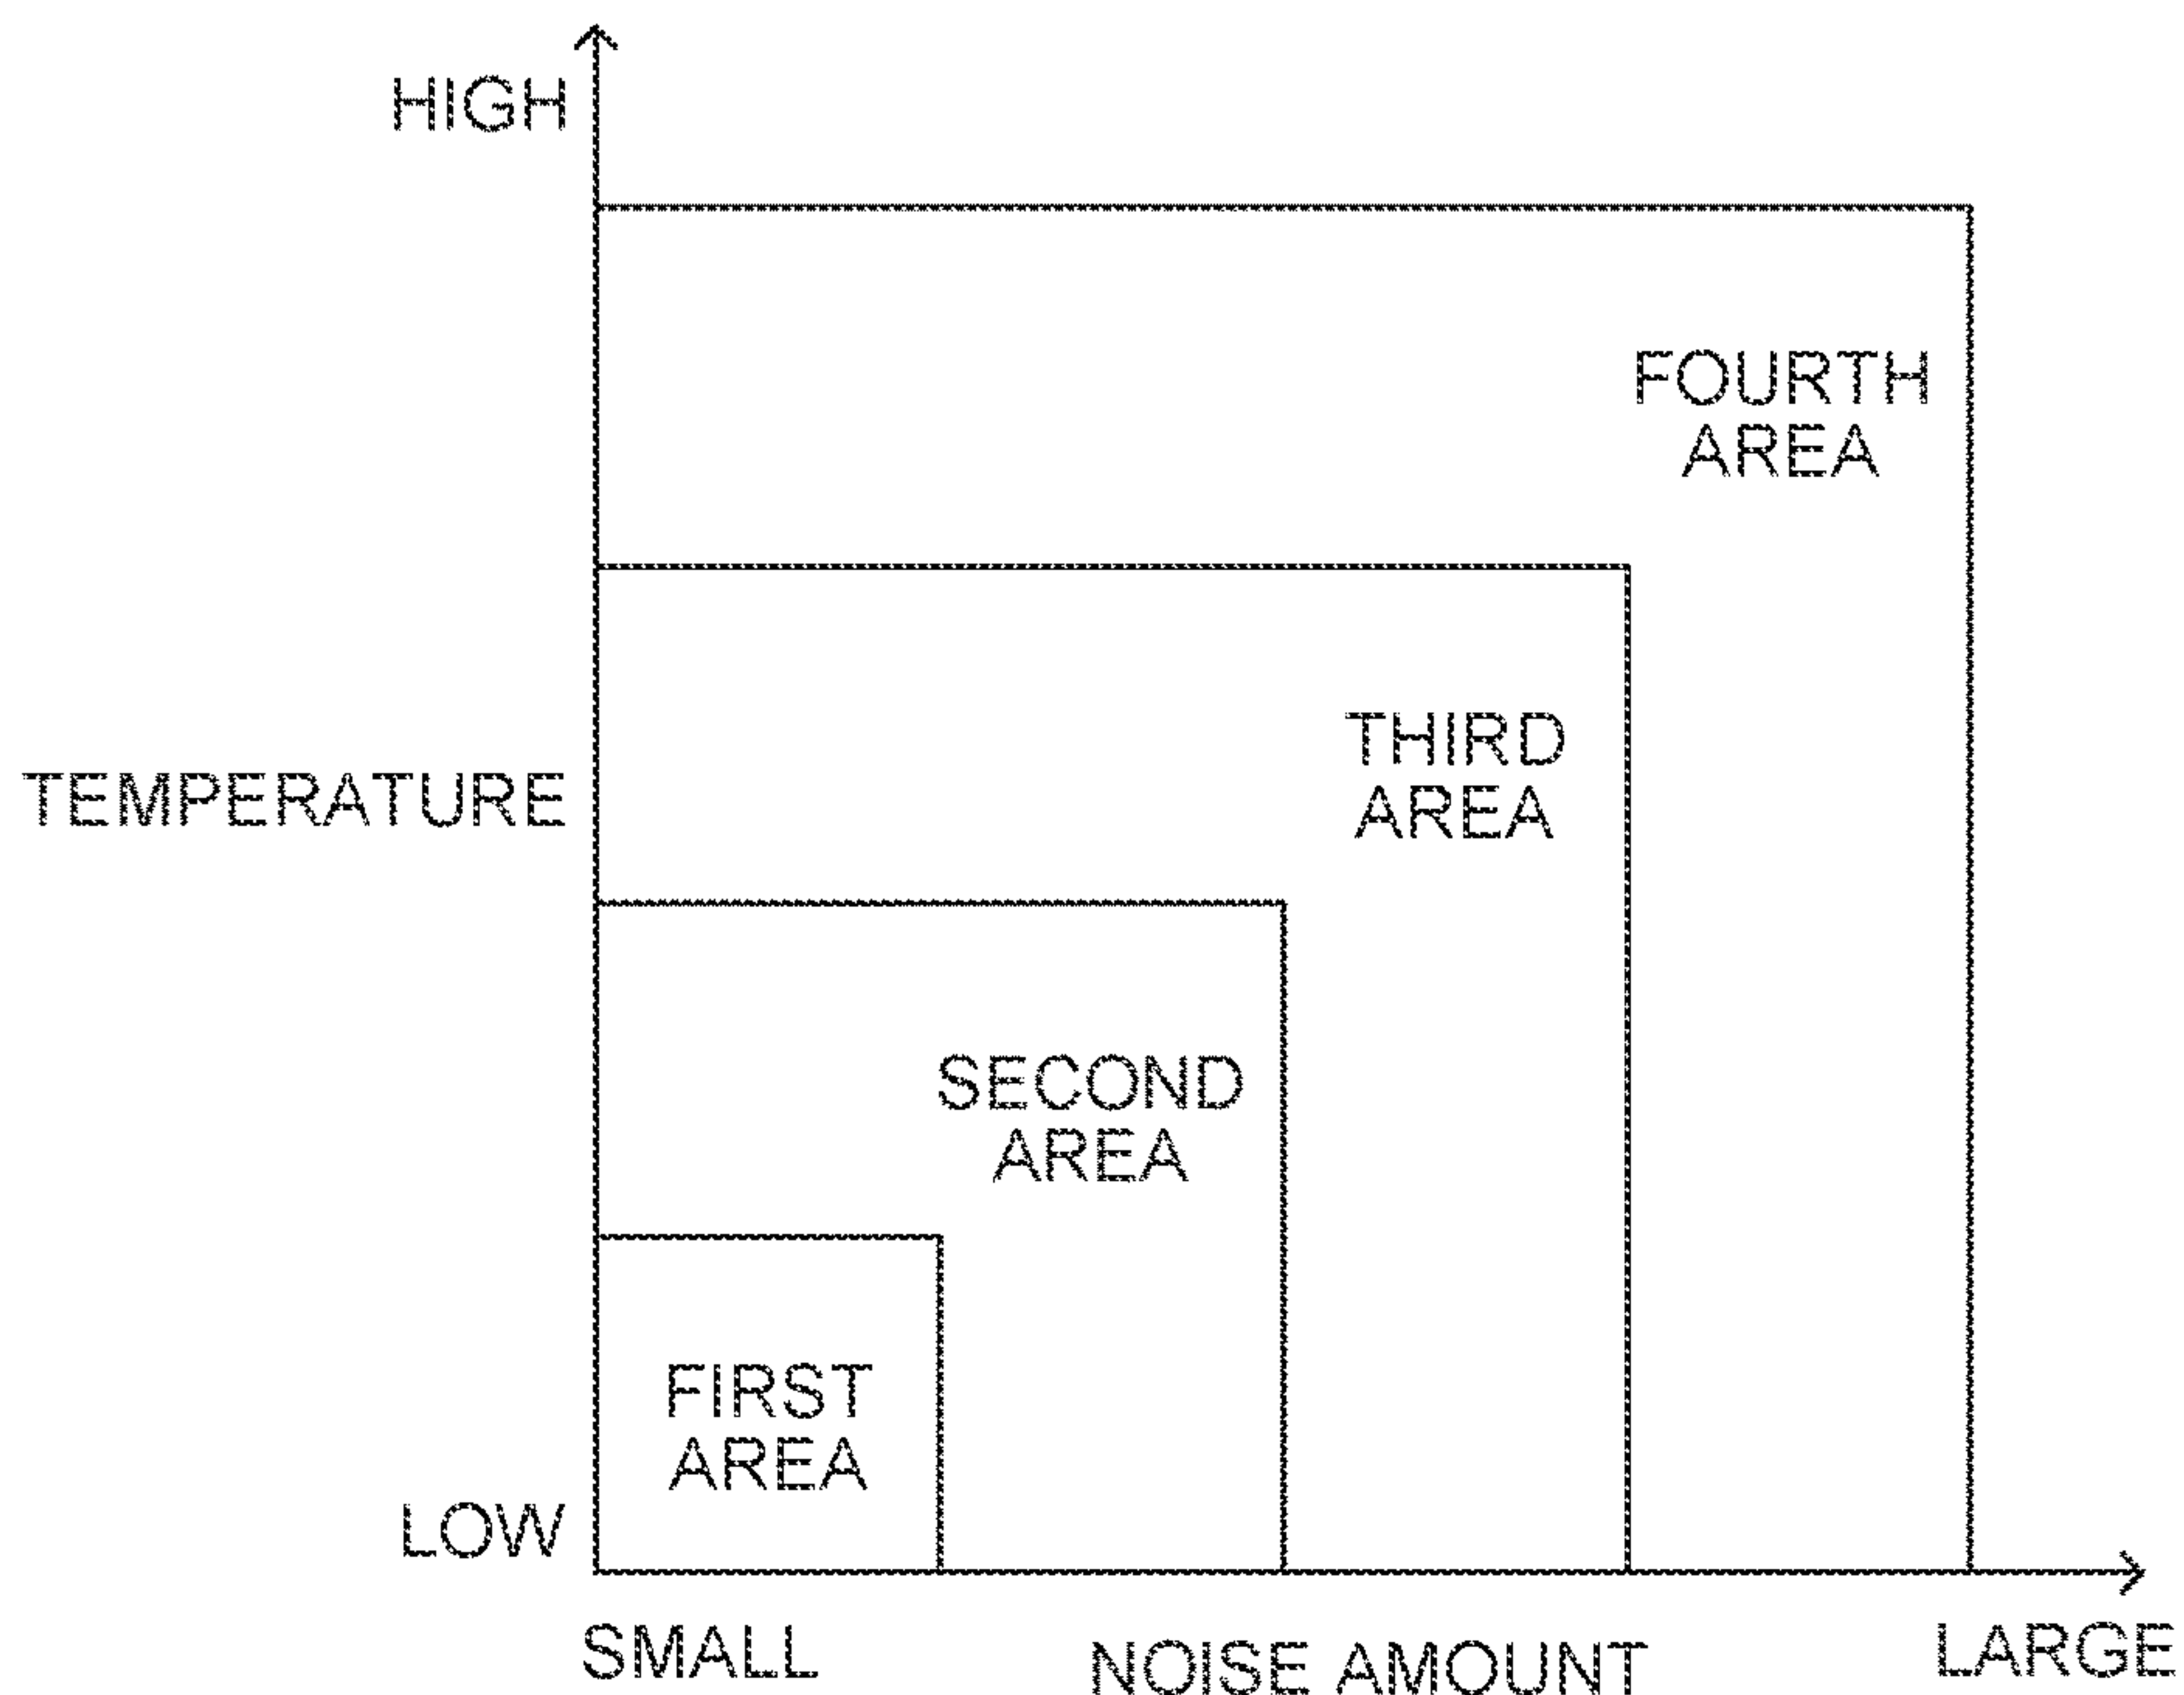 HIGH
FOURTH
AREA
THIRD
AREA
TEMPERATURE
SECOND
AREA
FIRST
AREA
LOW
SMALL
NOISE AMOUNT
LARGE